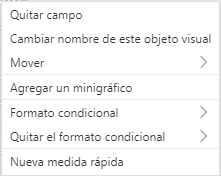 Quitar campo
Cambiar nombre de este objeto visual
Mover
Agregar un minigráfico
Formato condicional
Quitar el formato condicional
Nueva medida rápida